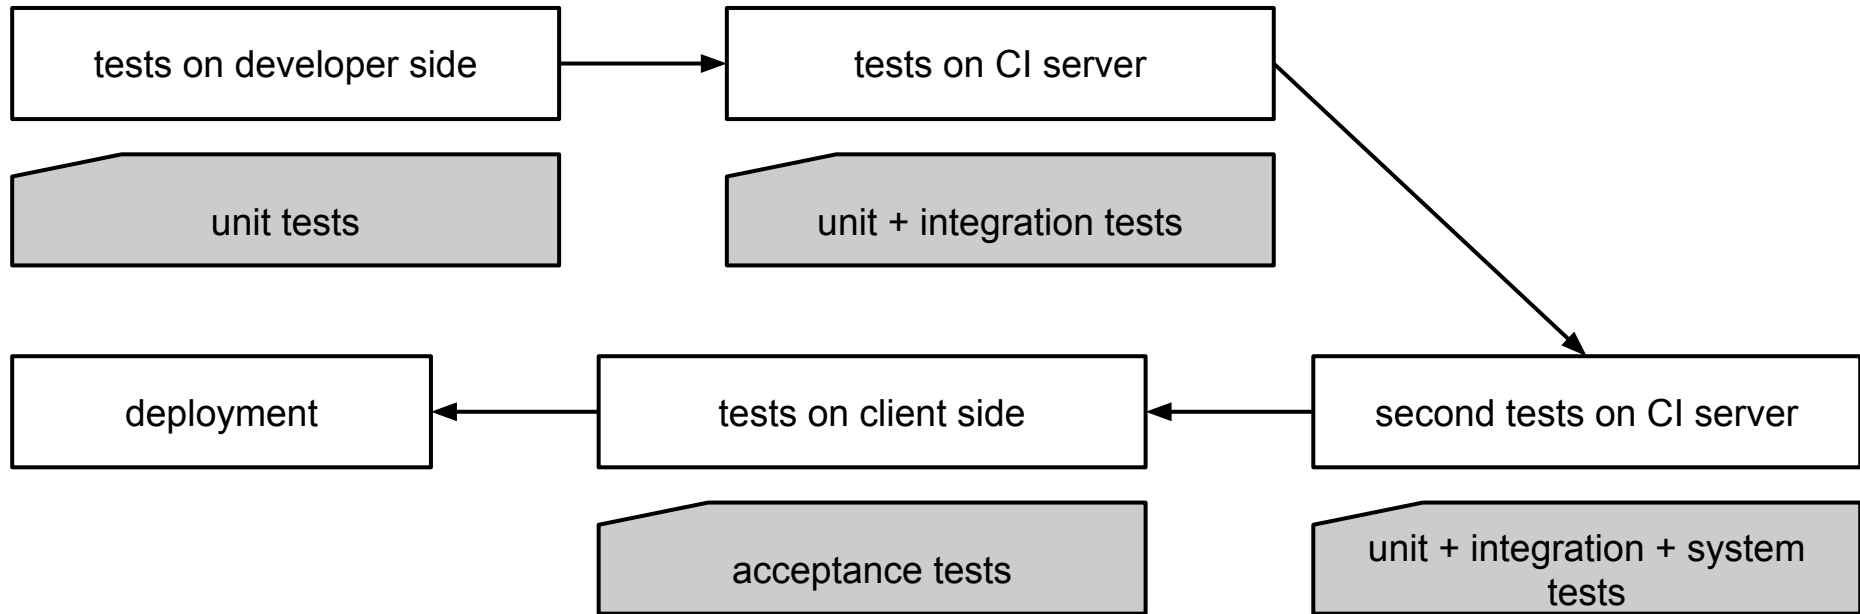 tests on developer side
tests on CI server
unit tests
unit + integration tests
deployment
tests on client side
second tests on CI server
acceptance tests
unit + integration + system
tests